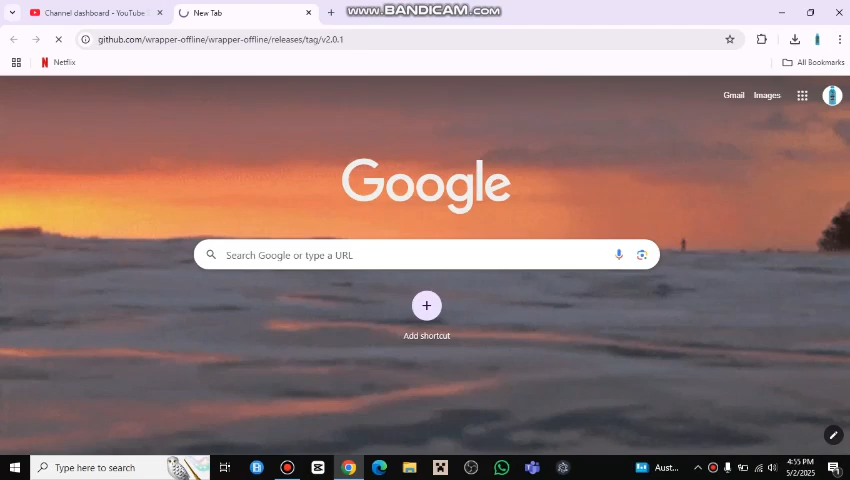 www.BANDICAM.com
Channel dashboard - YouTube
New Tab
github.com/wrapper-offline/wrapper-offline/releases/tag/v2.0.1
Netflix
All Bookmarks
Gmail
Images
Google
Search Google or type a URL
Add shortcut
Type here to search
Aust...
4:55 PM
5/2/2025